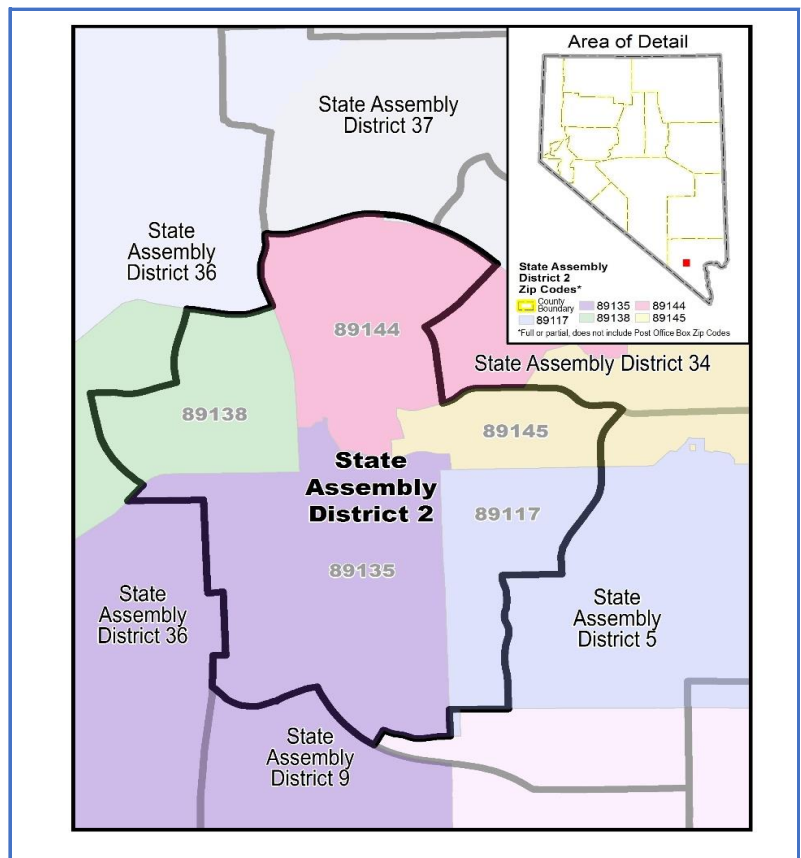 Area of Detail
State Assembly
District 37
State
Assembly
District 36
State Assembly
District 2
Zip Codes*
County
Boundary
89117
89135
89138
89144
89145
*Full or partial, does not include Post Office Box Zip Codes
89144
State Assembly District 34
89138
89145
State
Assembly
District 2
89117
89135
State
Assembly
District 36
State
Assembly
District 5
State
Assembly
District 9